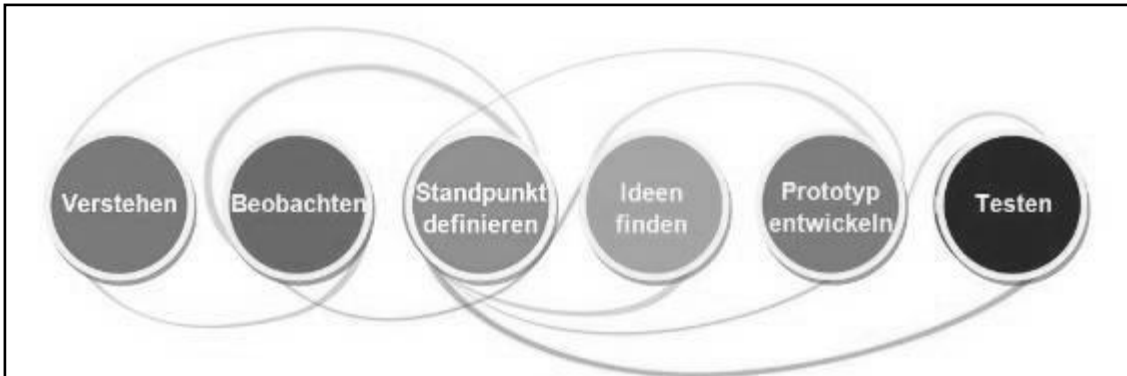 Verstehen
Beobachten
Standpunkt
definieren
Ideen
finden
Prototyp
entwickeln
Testen